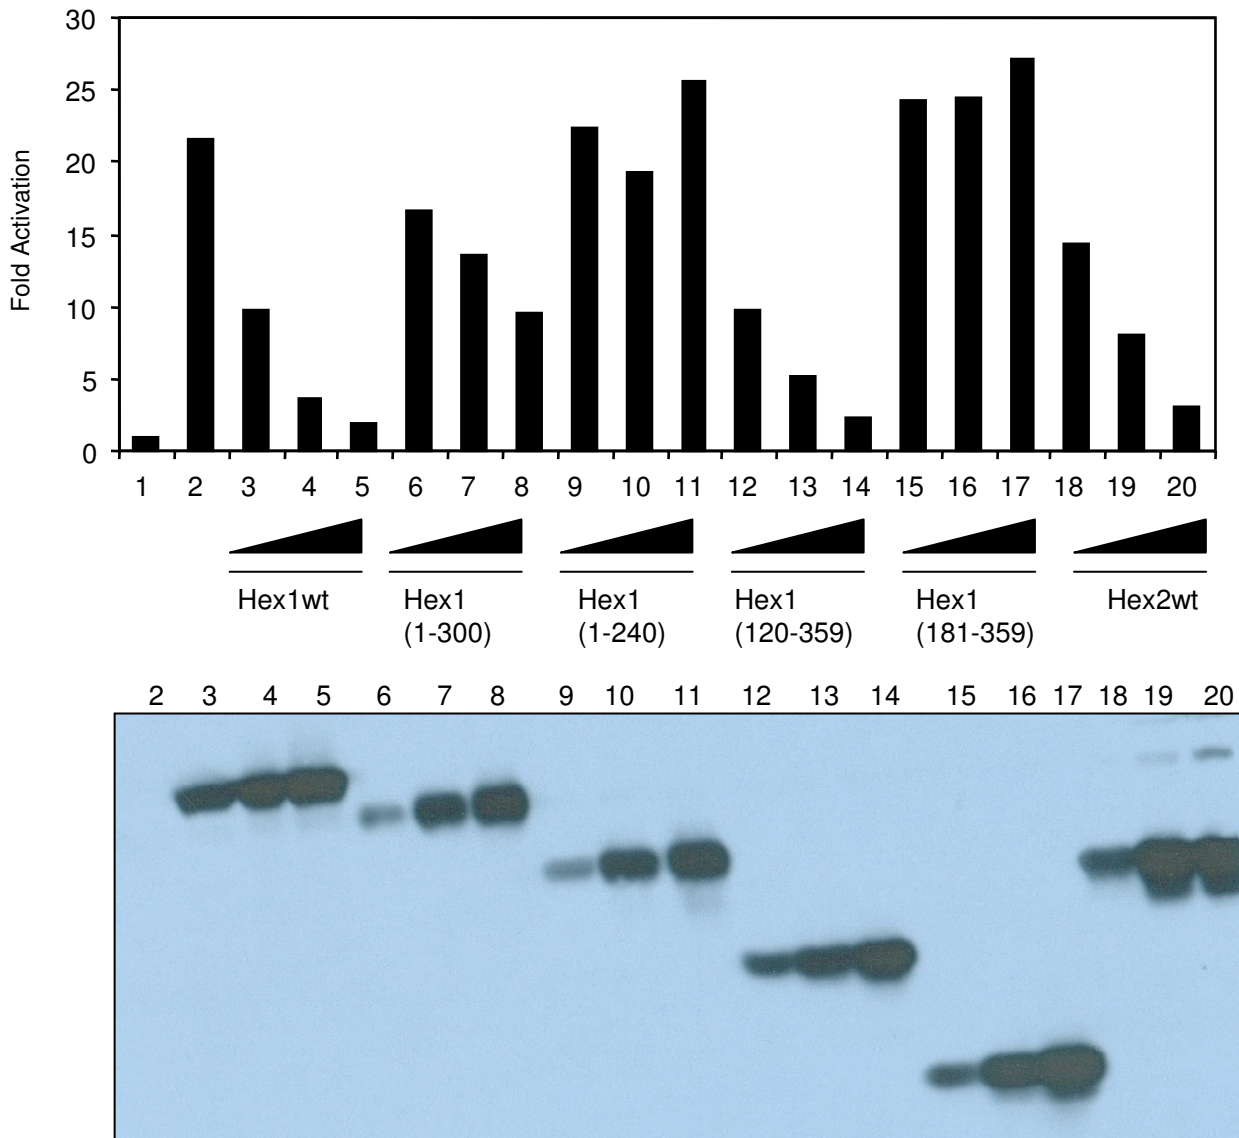 30
25
20
15
10
5
0
Fold Activation
1 2 3 4 5 6 7 8 9 10 11 12 13 14 15 16 17 18 19 20
Hex1wt Hex1 Hex1 Hex1 Hex1 Hex2wt
(1-300) (1-240) (120-359) (181-359)
2 3 4 5 6 7 8 9 10 11 12 13 14 15 16 17 18 19 20